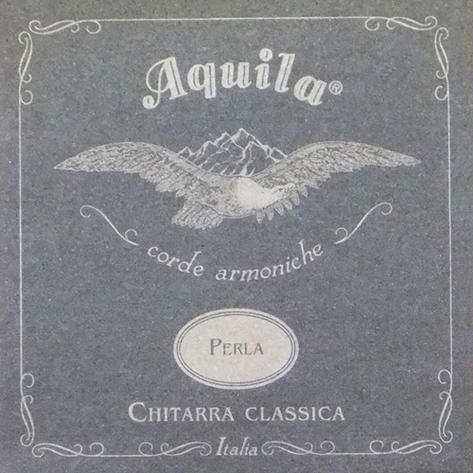 Aquila®
corde armoniche
PERLA
CHITARRA CLASSICA
Italia